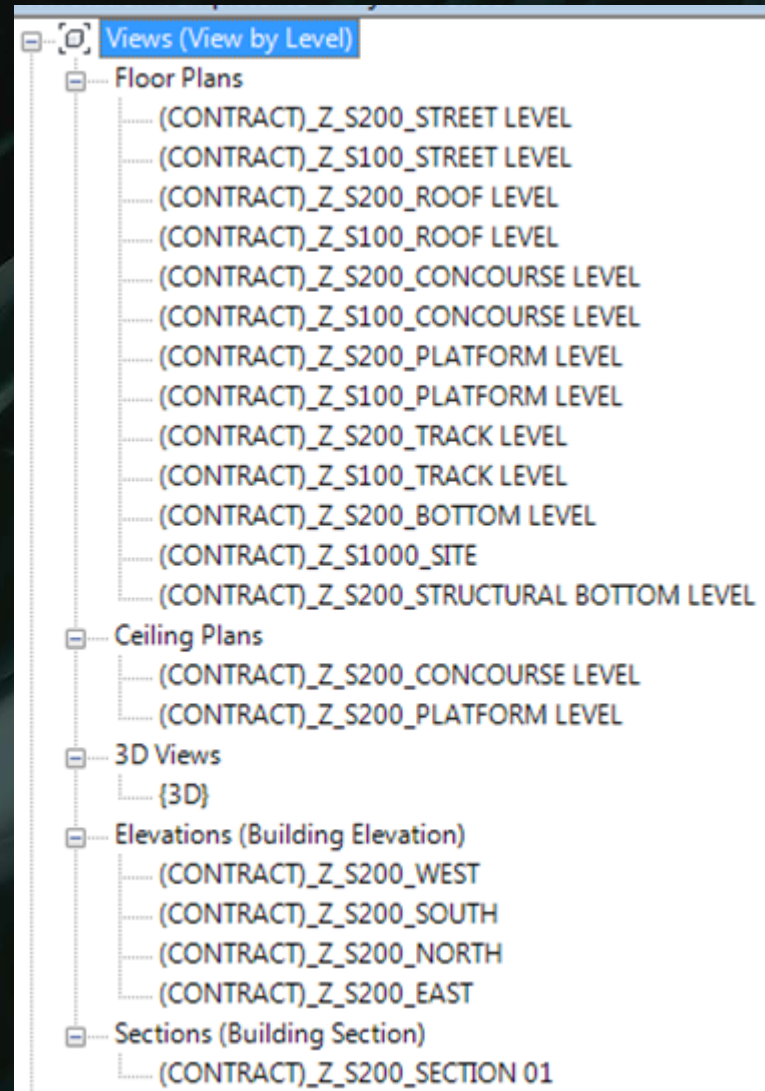 Views (View by Level)
Floor Plans
(CONTRACT)_Z_S200_STREET LEVEL
(CONTRACT)_Z_S100_STREET LEVEL
(CONTRACT)_Z_S200_ROOF LEVEL
(CONTRACT)_Z_S100_ROOF LEVEL
(CONTRACT)_Z_S200_CONCOURSE LEVEL
(CONTRACT)_Z_S100_CONCOURSE LEVEL
(CONTRACT)_Z_S200_PLATFORM LEVEL
(CONTRACT)_Z_S100_PLATFORM LEVEL
(CONTRACT)_Z_S200_TRACK LEVEL
(CONTRACT)_Z_S100_TRACK LEVEL
(CONTRACT)_Z_S200_BOTTOM LEVEL
(CONTRACT)_Z_S1000_SITE
(CONTRACT)_Z_S200_STRUCTURAL BOTTOM LEVEL
Ceiling Plans
(CONTRACT)_Z_S200_CONCOURSE LEVEL
(CONTRACT)_Z_S200_PLATFORM LEVEL
3D Views
{3D}
Elevations (Building Elevation)
(CONTRACT)_Z_S200_WEST
(CONTRACT)_Z_S200_SOUTH
(CONTRACT)_Z_S200_NORTH
(CONTRACT)_Z_S200_EAST
Sections (Building Section)
(CONTRACT)_Z_S200_SECTION 01